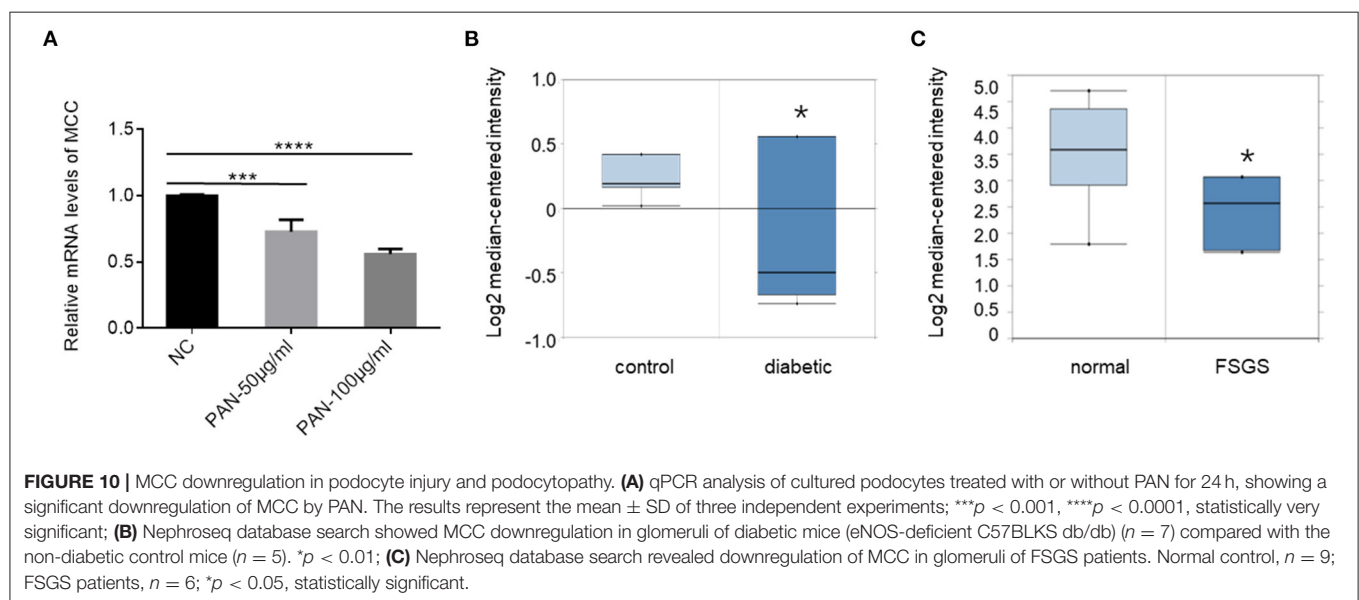 A
Relative mRNA levels of MCC
1.5
1.0
0.5
0.0
****
***
NC
PAN-50µg/ml
PAN-100µg/ml
B
Log2 median-centered intensity
1.0
0.5
0
-0.5
-1.0
*
control
diabetic
C
Log2 median-centered intensity
5.0
4.5
4.0
3.5
3.0
2.5
2.0
1.5
1.0
0.5
0
*
normal
FSGS
FIGURE 10 | MCC downregulation in podocyte injury and podocytopathy. (A) qPCR analysis of cultured podocytes treated with or without PAN for 24 h, showing a
significant downregulation of MCC by PAN. The results represent the mean ± SD of three independent experiments; ***p < 0.001, ****p < 0.0001, statistically very
significant; (B) Nephroseq database search showed MCC downregulation in glomeruli of diabetic mice (eNOS-deficient C57BLKS db/db) (n = 7) compared with the
non-diabetic control mice (n = 5). *p < 0.01; (C) Nephroseq database search revealed downregulation of MCC in glomeruli of FSGS patients. Normal control, n = 9;
FSGS patients, n = 6; *p < 0.05, statistically significant.